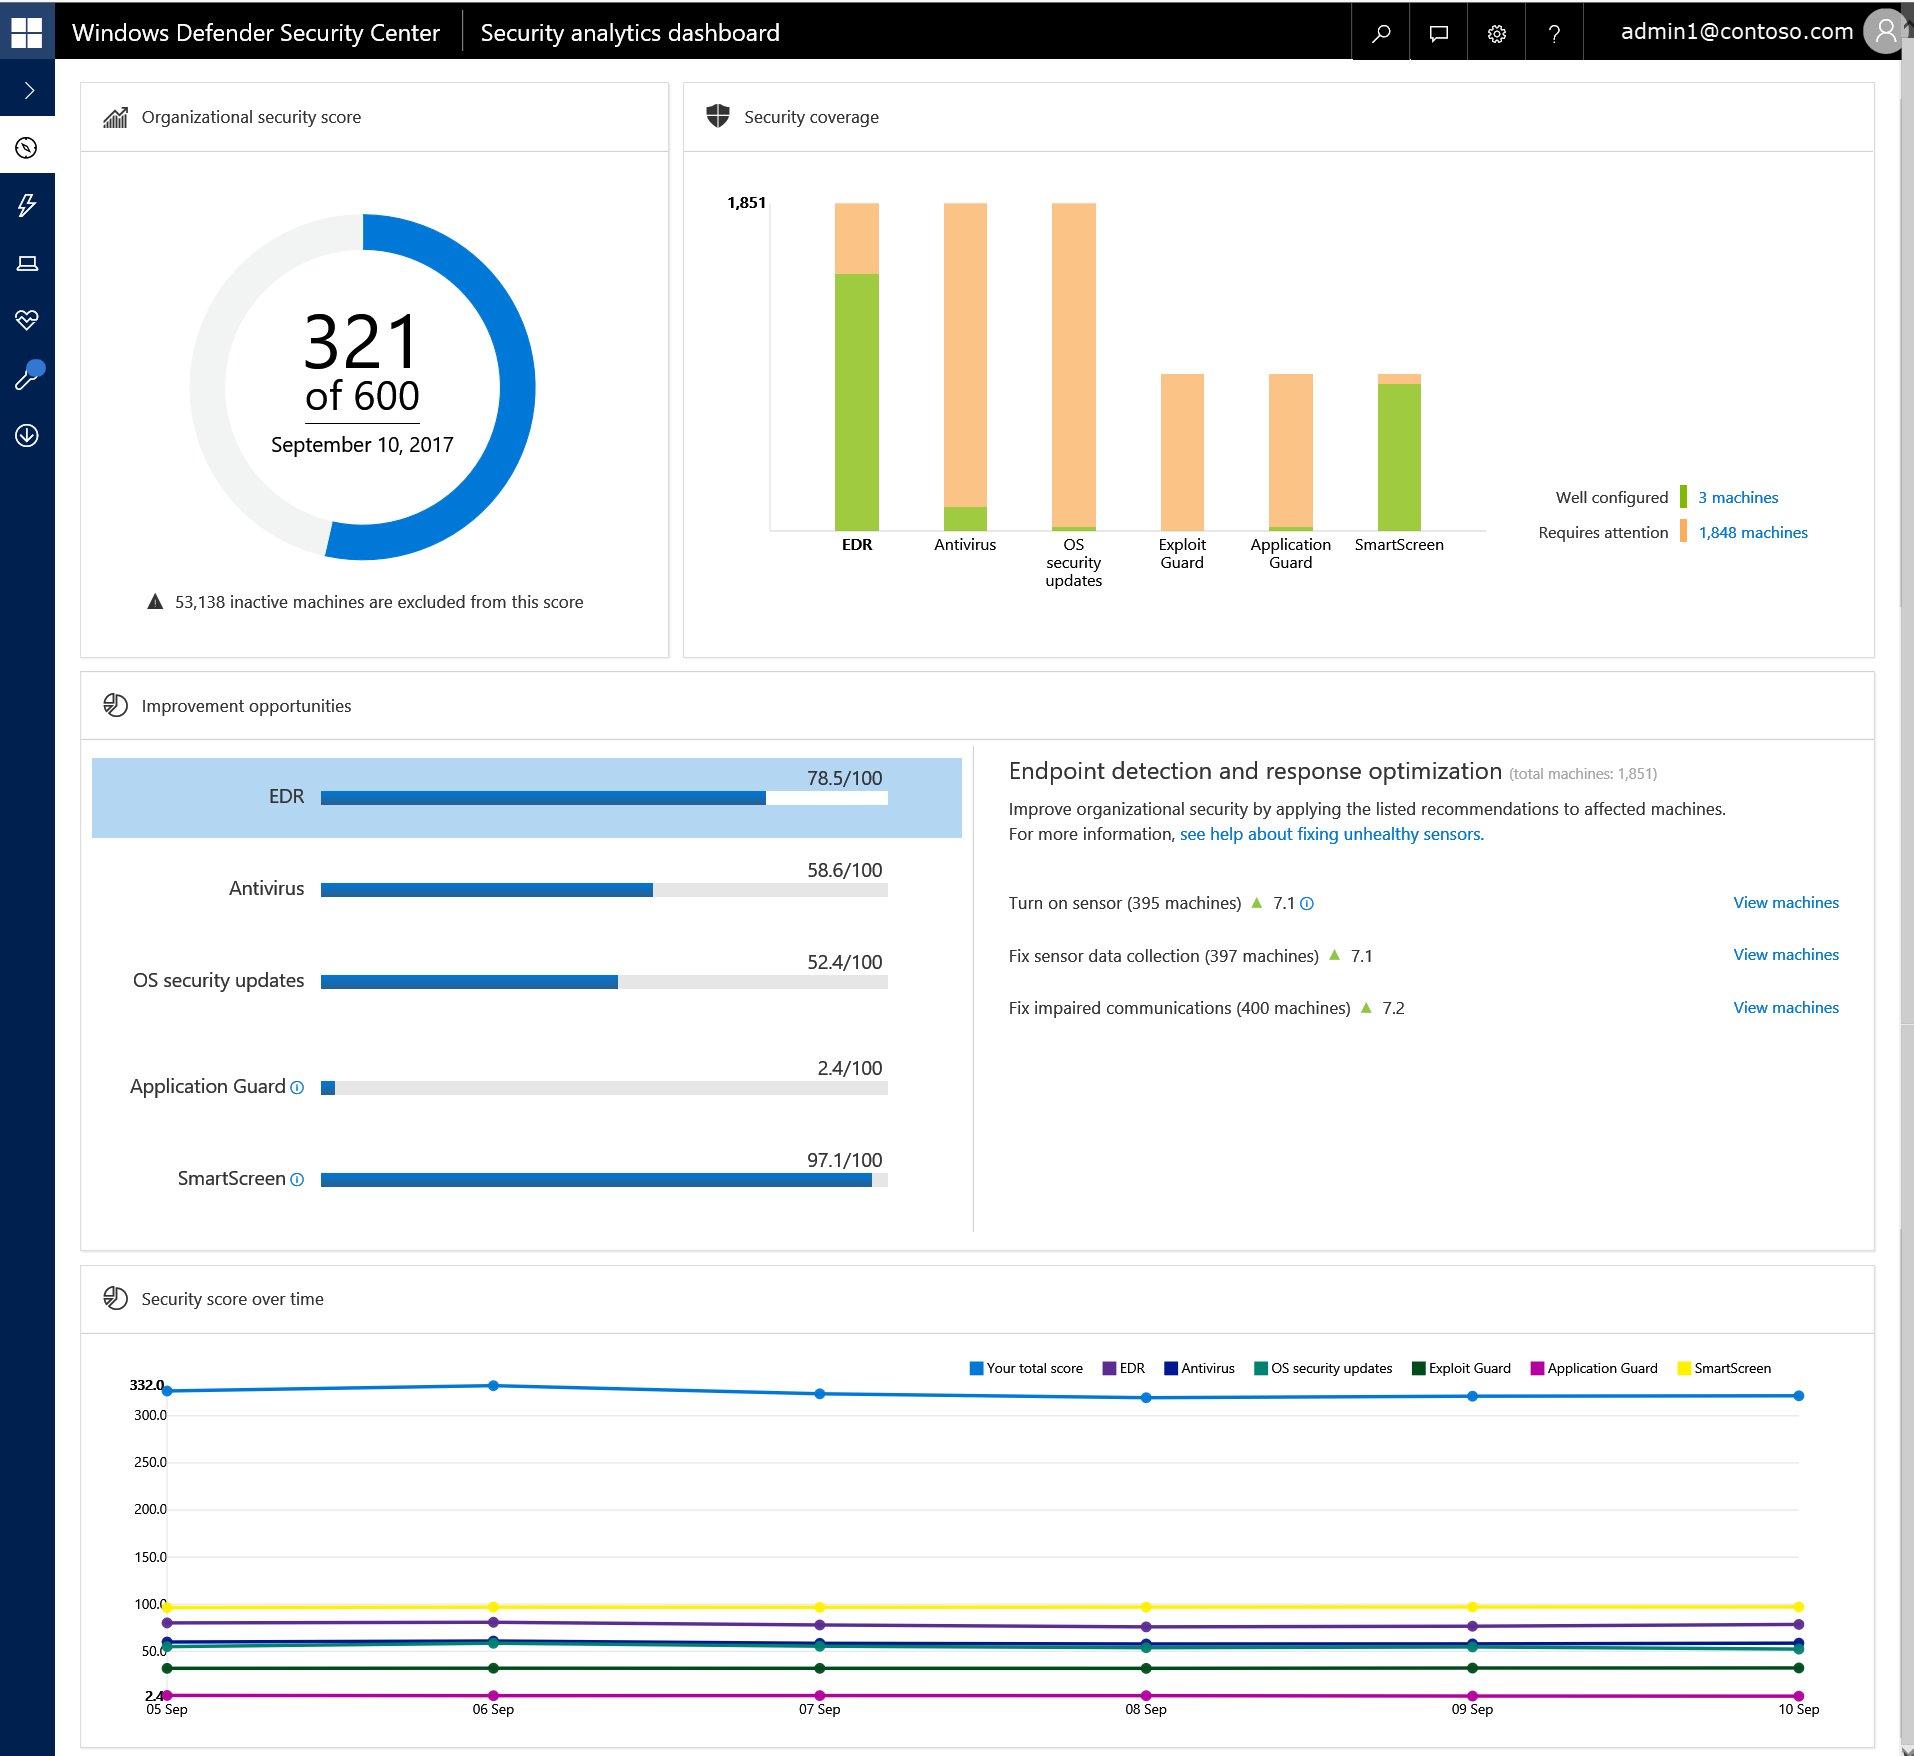 Windows Defender Security Center
Security analytics dashboard
admin1@contoso.com
Organizational security score
321
of 600
September 10, 2017
53,138 inactive machines are excluded from this score
Security coverage
1,851
EDR
Antivirus
OS
security
updates
Exploit
Guard
Application
Guard
SmartScreen
Well configured 3 machines
Requires attention 1,848 machines
Improvement opportunities
EDR 78.5/100
Antivirus 58.6/100
OS security updates 52.4/100
Application Guard 2.4/100
SmartScreen 97.1/100
Endpoint detection and response optimization (total machines: 1,851)
Improve organizational security by applying the listed recommendations to affected machines.
For more information, see help about fixing unhealthy sensors.
Turn on sensor (395 machines) ▲ 7.1 View machines
Fix sensor data collection (397 machines) ▲ 7.1 View machines
Fix impaired communications (400 machines) ▲ 7.2 View machines
Security score over time
Your total score EDR Antivirus OS security updates Exploit Guard Application Guard SmartScreen
332.0
300.0
250.0
200.0
150.0
100.0
50.0
2.4
05 Sep 06 Sep 07 Sep 08 Sep 09 Sep 10 Sep